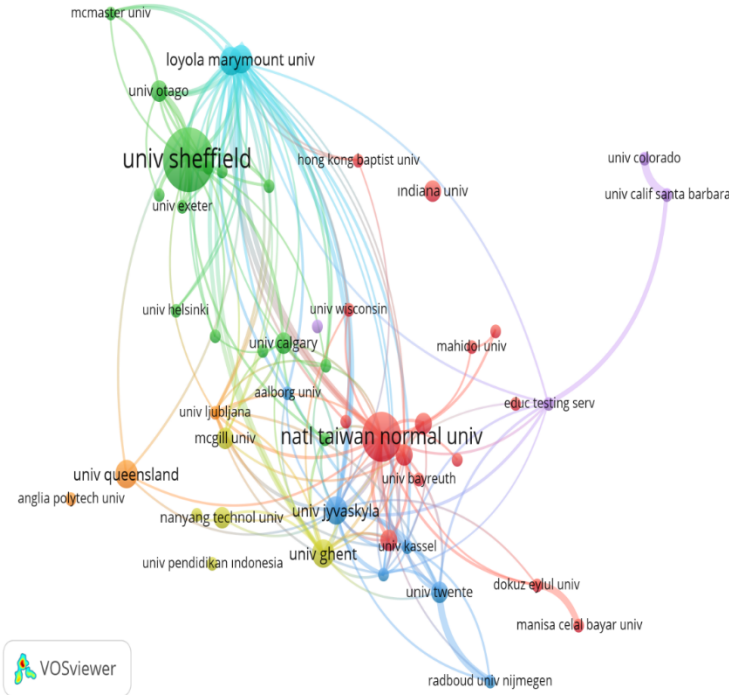 mcmaster univ
loyola marymount univ
univ otago
univ sheffield
hong kong baptist univ
univ colorado
ındiana univ
univ calif santa barbara
univ exeter
univ helsinki
univ wisconsin
univ calgary
mahidol univ
aalborg univ
educ testing serv
univ ljubljana
mcgill univ
natl taiwan normal univ
univ queensland
univ bayreuth
anglia polytech univ
nanyang technol univ
univ jyvaskyla
univ kassel
univ ghent
univ pendidikan ındonesia
univ twente
dokuz eylul univ
manisa celal bayar univ
radboud univ nijmegen
VOSviewer